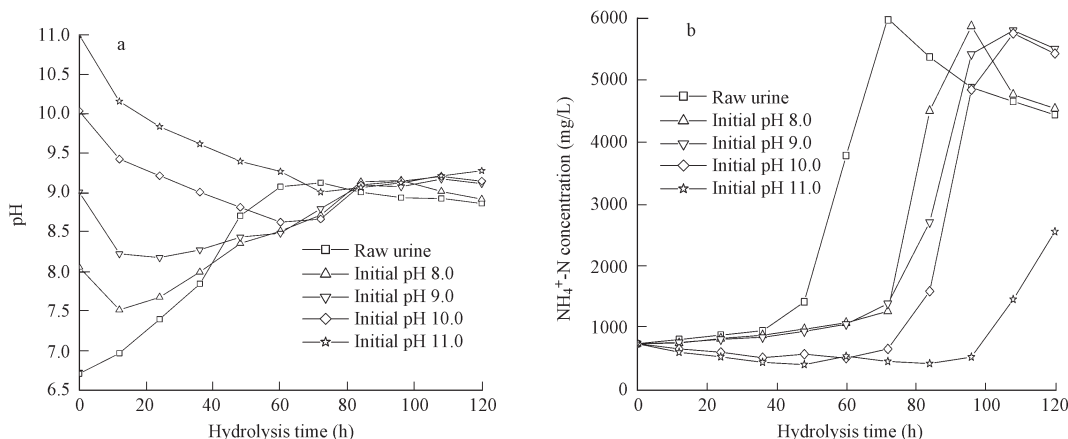 a
11.0
10.5
10.0
9.5
9.0
8.5
8.0
7.5
7.0
6.5
pH
0 20 40 60 80 100 120
Hydrolysis time (h)
Raw urine
Initial pH 8.0
Initial pH 9.0
Initial pH 10.0
Initial pH 11.0
b
6000
5000
4000
3000
2000
1000
0
NH₄⁺-N concentration (mg/L)
0 20 40 60 80 100 120
Hydrolysis time (h)
Raw urine
Initial pH 8.0
Initial pH 9.0
Initial pH 10.0
Initial pH 11.0